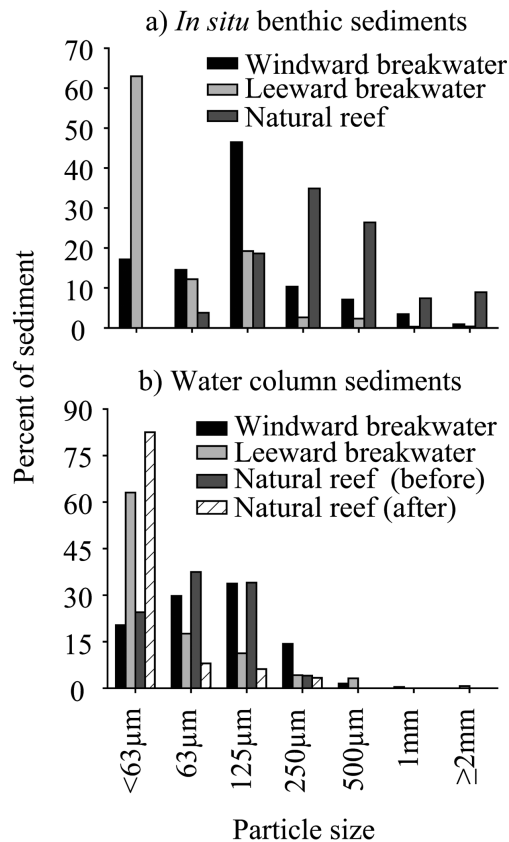 a) In situ benthic sediments
70
60
50
40
30
20
10
0
Windward breakwater
Leeward breakwater
Natural reef
Percent of sediment
b) Water column sediments
90
75
60
45
30
15
0
Windward breakwater
Leeward breakwater
Natural reef (before)
Natural reef (after)
<63µm
63µm
125µm
250µm
500µm
1mm
≥2mm
Particle size